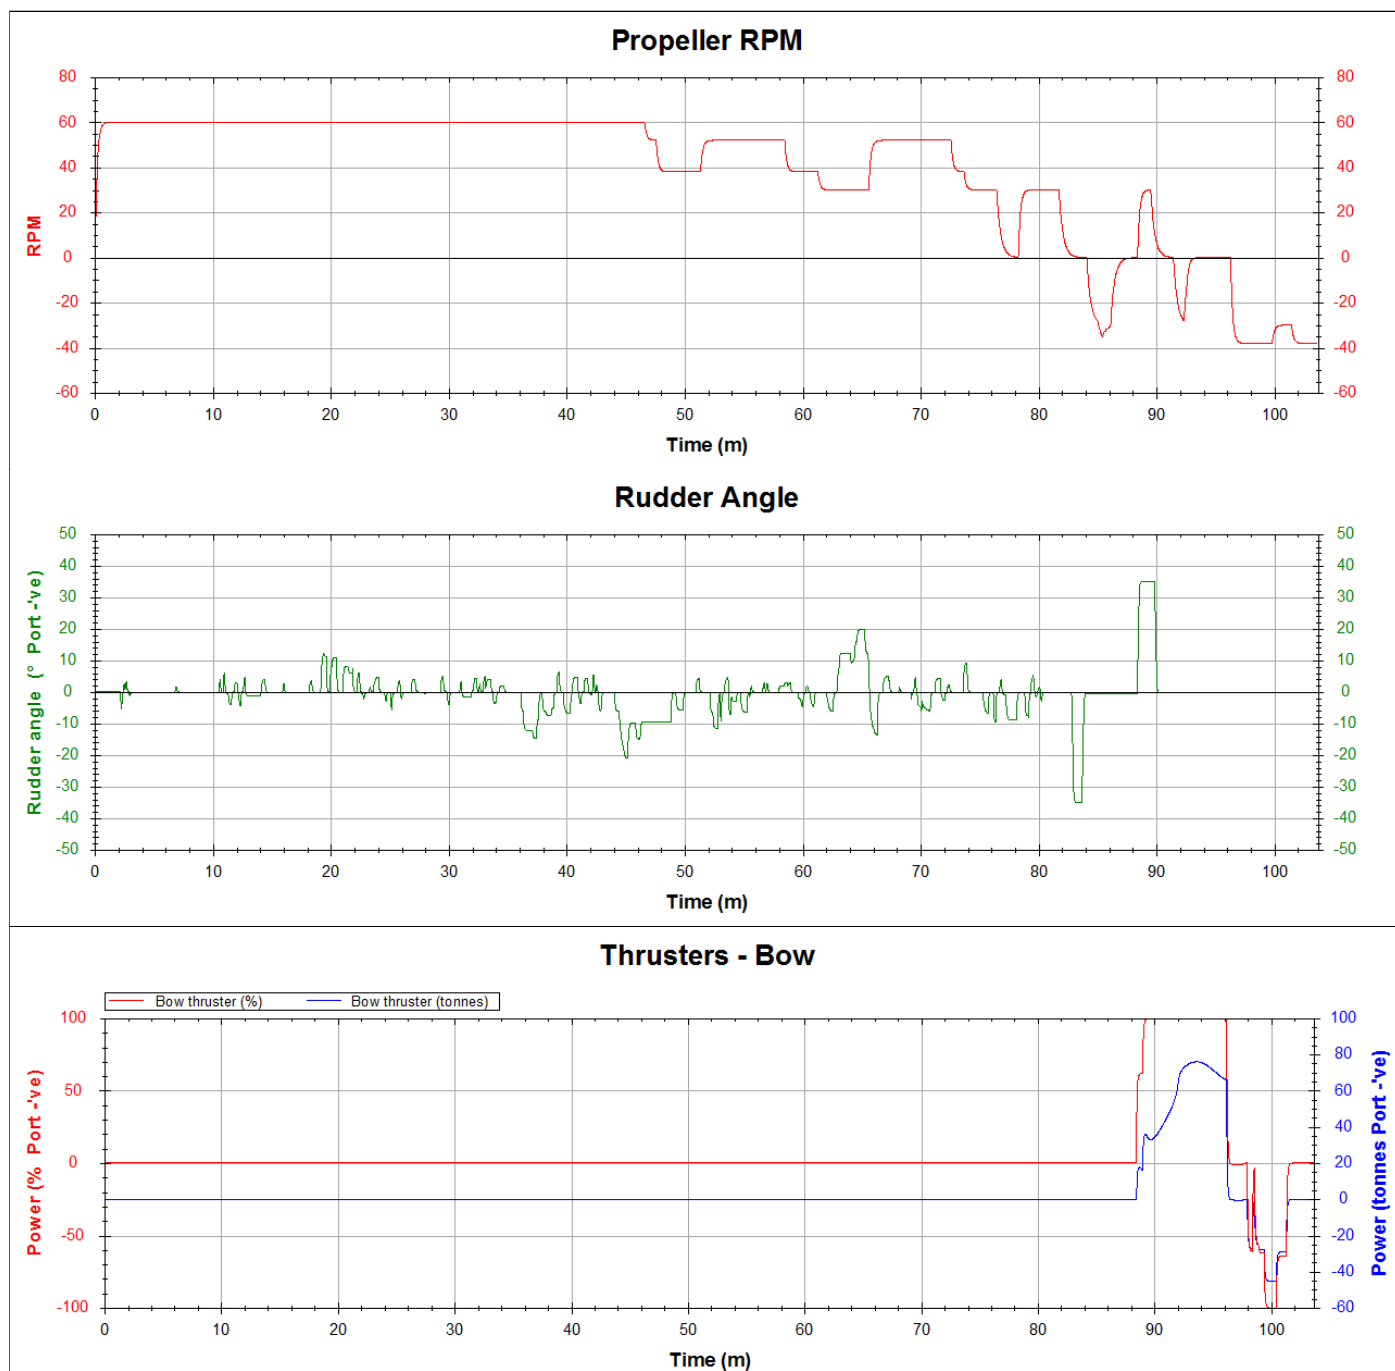 Propeller RPM
80 80
60 60
40 40
20 20
RPM
0 0
-20 -20
-40 -40
-60 -60
0 10 20 30 40 50 60 70 80 90 100
Time (m)
Rudder Angle
50 50
40 40
30 30
20 20
10 10
Rudder angle (° Port -'ve)
0 0
-10 -10
-20 -20
-30 -30
-40 -40
-50 -50
0 10 20 30 40 50 60 70 80 90 100
Time (m)
Thrusters - Bow
Bow thruster (%) Bow thruster (tonnes)
100 100
80
50 60
40
Power (% Port -'ve) Power (tonnes Port -'ve)
0 20
0
-50 -20
-40
-100 -60
0 10 20 30 40 50 60 70 80 90 100
Time (m)